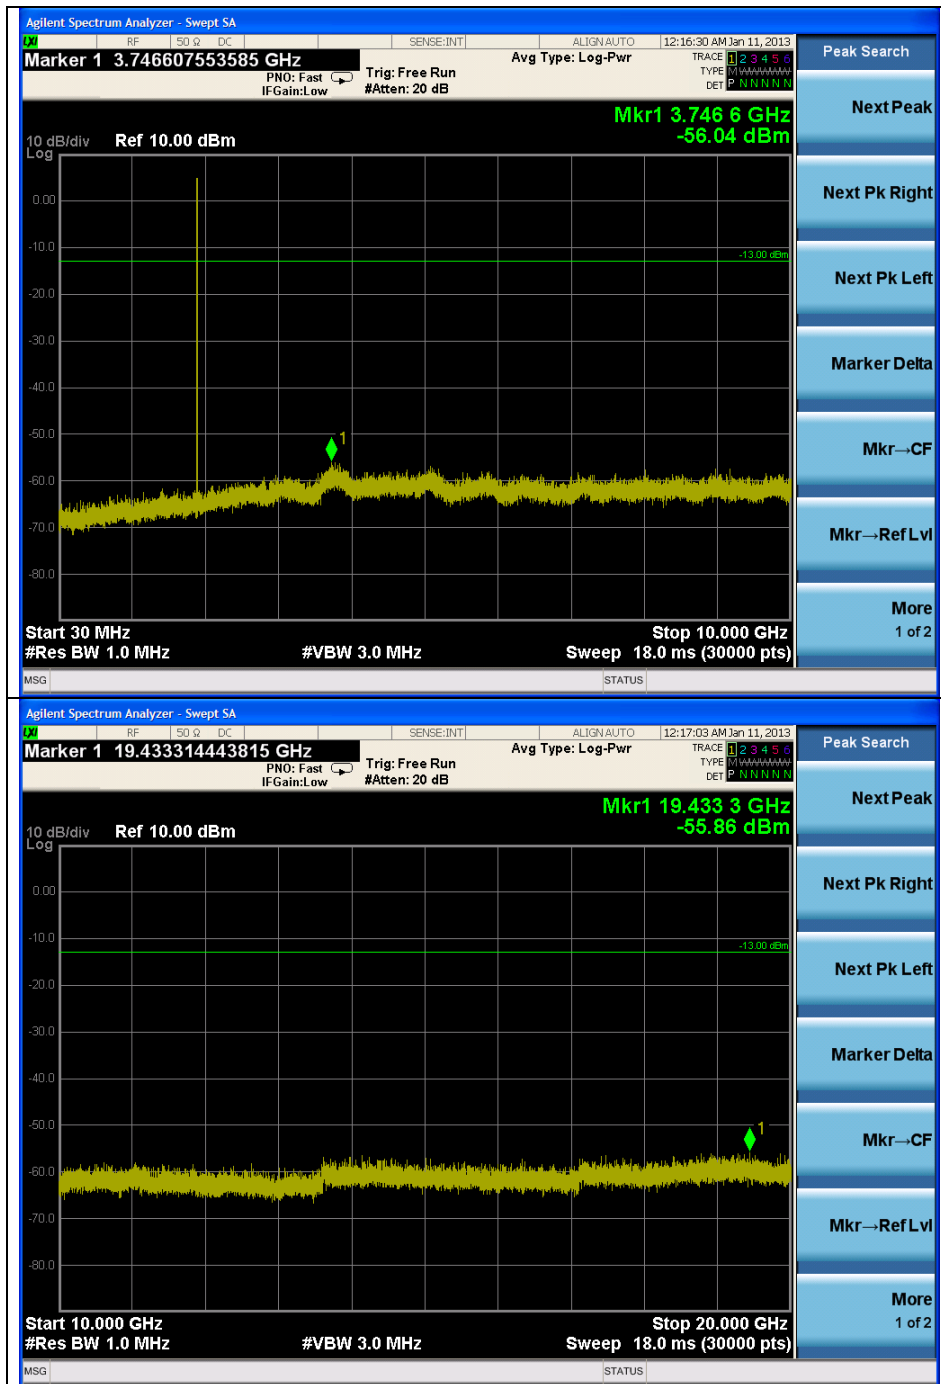 Agilent Spectrum Analyzer - Swept SA
LXI RF 50 Ω DC SENSE:INT ALIGN AUTO 12:16:30 AM Jan 11, 2013
Marker 1 3.746607553585 GHz
PNO: Fast
IFGain:Low
Trig: Free Run
#Atten: 20 dB
Avg Type: Log-Pwr
TRACE 1 2 3 4 5 6
TYPE M WWWWW
DET P N N N N N
Peak Search
Mkr1 3.746 6 GHz
-56.04 dBm
10 dB/div Ref 10.00 dBm
Log
0.00
-10.0
-13.00 dBm
-20.0
-30.0
-40.0
-50.0
1
-60.0
-70.0
-80.0
Start 30 MHz Stop 10.000 GHz
#Res BW 1.0 MHz #VBW 3.0 MHz Sweep 18.0 ms (30000 pts)
MSG STATUS
Next Peak
Next Pk Right
Next Pk Left
Marker Delta
Mkr→CF
Mkr→Ref Lvl
More
1 of 2
Agilent Spectrum Analyzer - Swept SA
LXI RF 50 Ω DC SENSE:INT ALIGN AUTO 12:17:03 AM Jan 11, 2013
Marker 1 19.433314443815 GHz
PNO: Fast
IFGain:Low
Trig: Free Run
#Atten: 20 dB
Avg Type: Log-Pwr
TRACE 1 2 3 4 5 6
TYPE M WWWWW
DET P N N N N N
Peak Search
Mkr1 19.433 3 GHz
-55.86 dBm
10 dB/div Ref 10.00 dBm
Log
0.00
-10.0
-13.00 dBm
-20.0
-30.0
-40.0
-50.0
1
-60.0
-70.0
-80.0
Start 10.000 GHz Stop 20.000 GHz
#Res BW 1.0 MHz #VBW 3.0 MHz Sweep 18.0 ms (30000 pts)
MSG STATUS
Next Peak
Next Pk Right
Next Pk Left
Marker Delta
Mkr→CF
Mkr→Ref Lvl
More
1 of 2